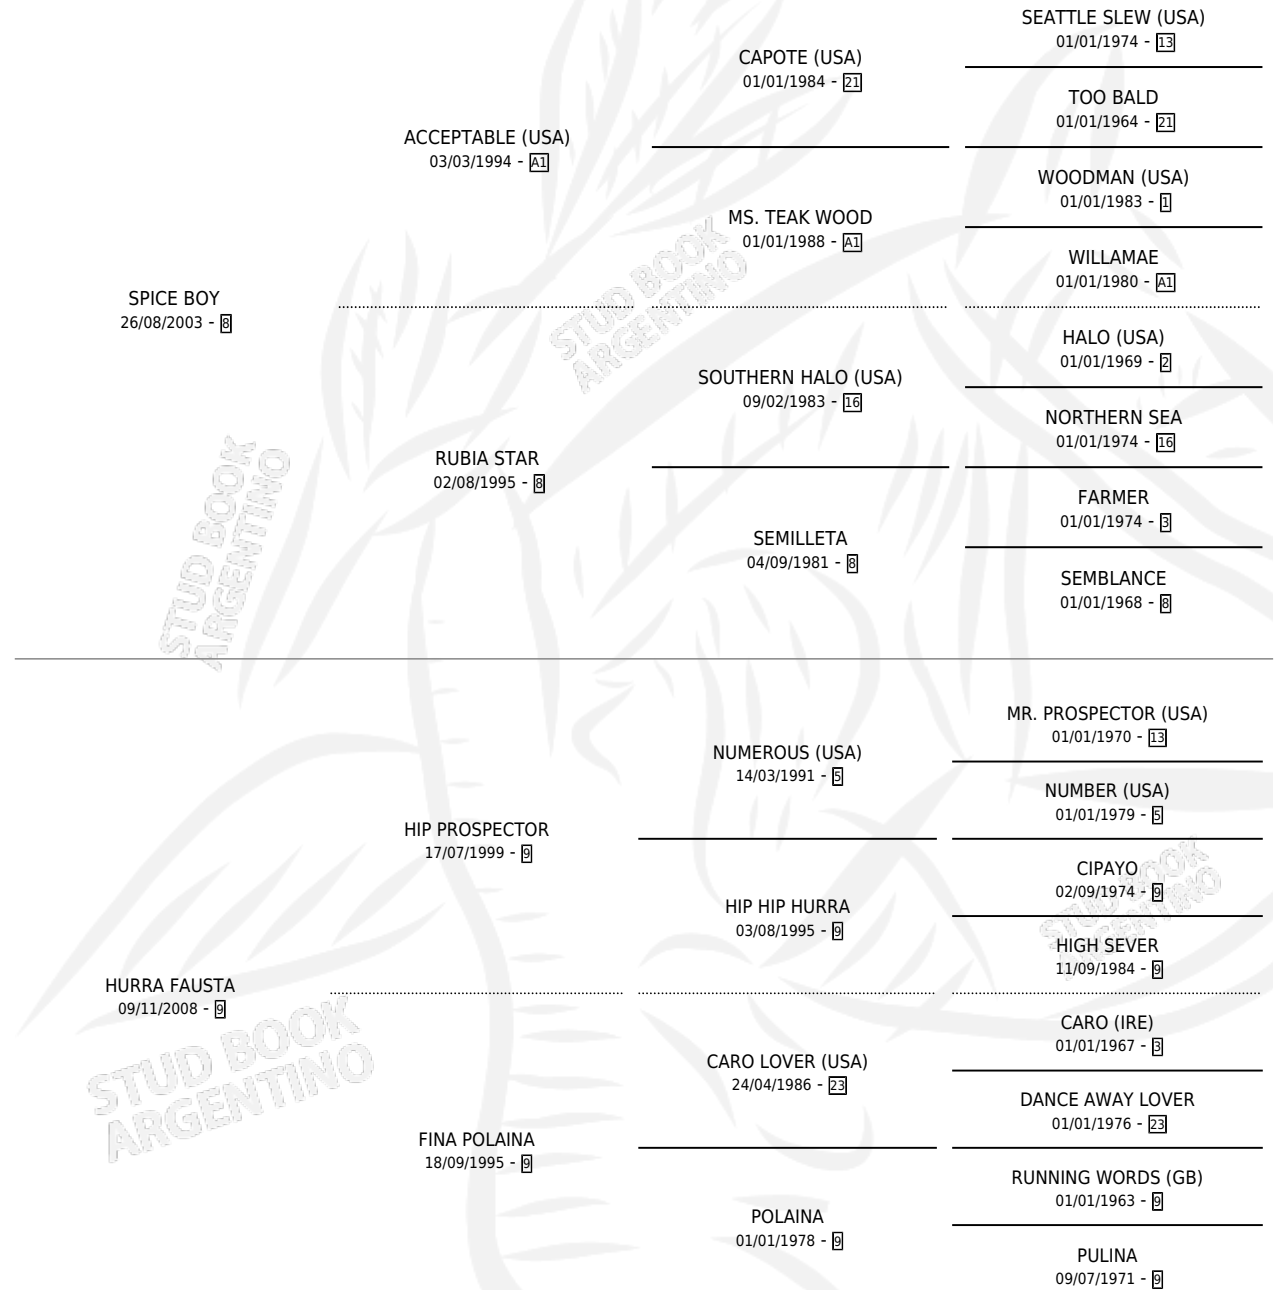 SEATTLE SLEW (USA)
01/01/1974 - 13
CAPOTE (USA)
01/01/1984 - 21
TOO BALD
01/01/1964 - 21
ACCEPTABLE (USA)
03/03/1994 - A1
WOODMAN (USA)
01/01/1983 - 1
MS. TEAK WOOD
01/01/1988 - A1
WILLAMAE
01/01/1980 - A1
SPICE BOY
26/08/2003 - 8
STUD BOOK
ARGENTINO
HALO (USA)
01/01/1969 - 2
SOUTHERN HALO (USA)
09/02/1983 - 16
NORTHERN SEA
01/01/1974 - 16
RUBIA STAR
02/08/1995 - 8
FARMER
01/01/1974 - 3
SEMILLETA
04/09/1981 - 8
SEMBLANCE
01/01/1968 - 8
STUD BOOK
ARGENTINO
MR. PROSPECTOR (USA)
01/01/1970 - 13
NUMEROUS (USA)
14/03/1991 - 5
NUMBER (USA)
01/01/1979 - 5
HIP PROSPECTOR
17/07/1999 - 9
CIPAYO
02/09/1974 - 9
HIP HIP HURRA
03/08/1995 - 9
HIGH SEVER
11/09/1984 - 9
STUD BOOK
ARGENTINO
HURRA FAUSTA
09/11/2008 - 9
CARO (IRE)
01/01/1967 - 3
CARO LOVER (USA)
24/04/1986 - 23
DANCE AWAY LOVER
01/01/1976 - 23
STUD BOOK
ARGENTINO
FINA POLAINA
18/09/1995 - 9
RUNNING WORDS (GB)
01/01/1963 - 9
POLAINA
01/01/1978 - 9
PULINA
09/07/1971 - 9